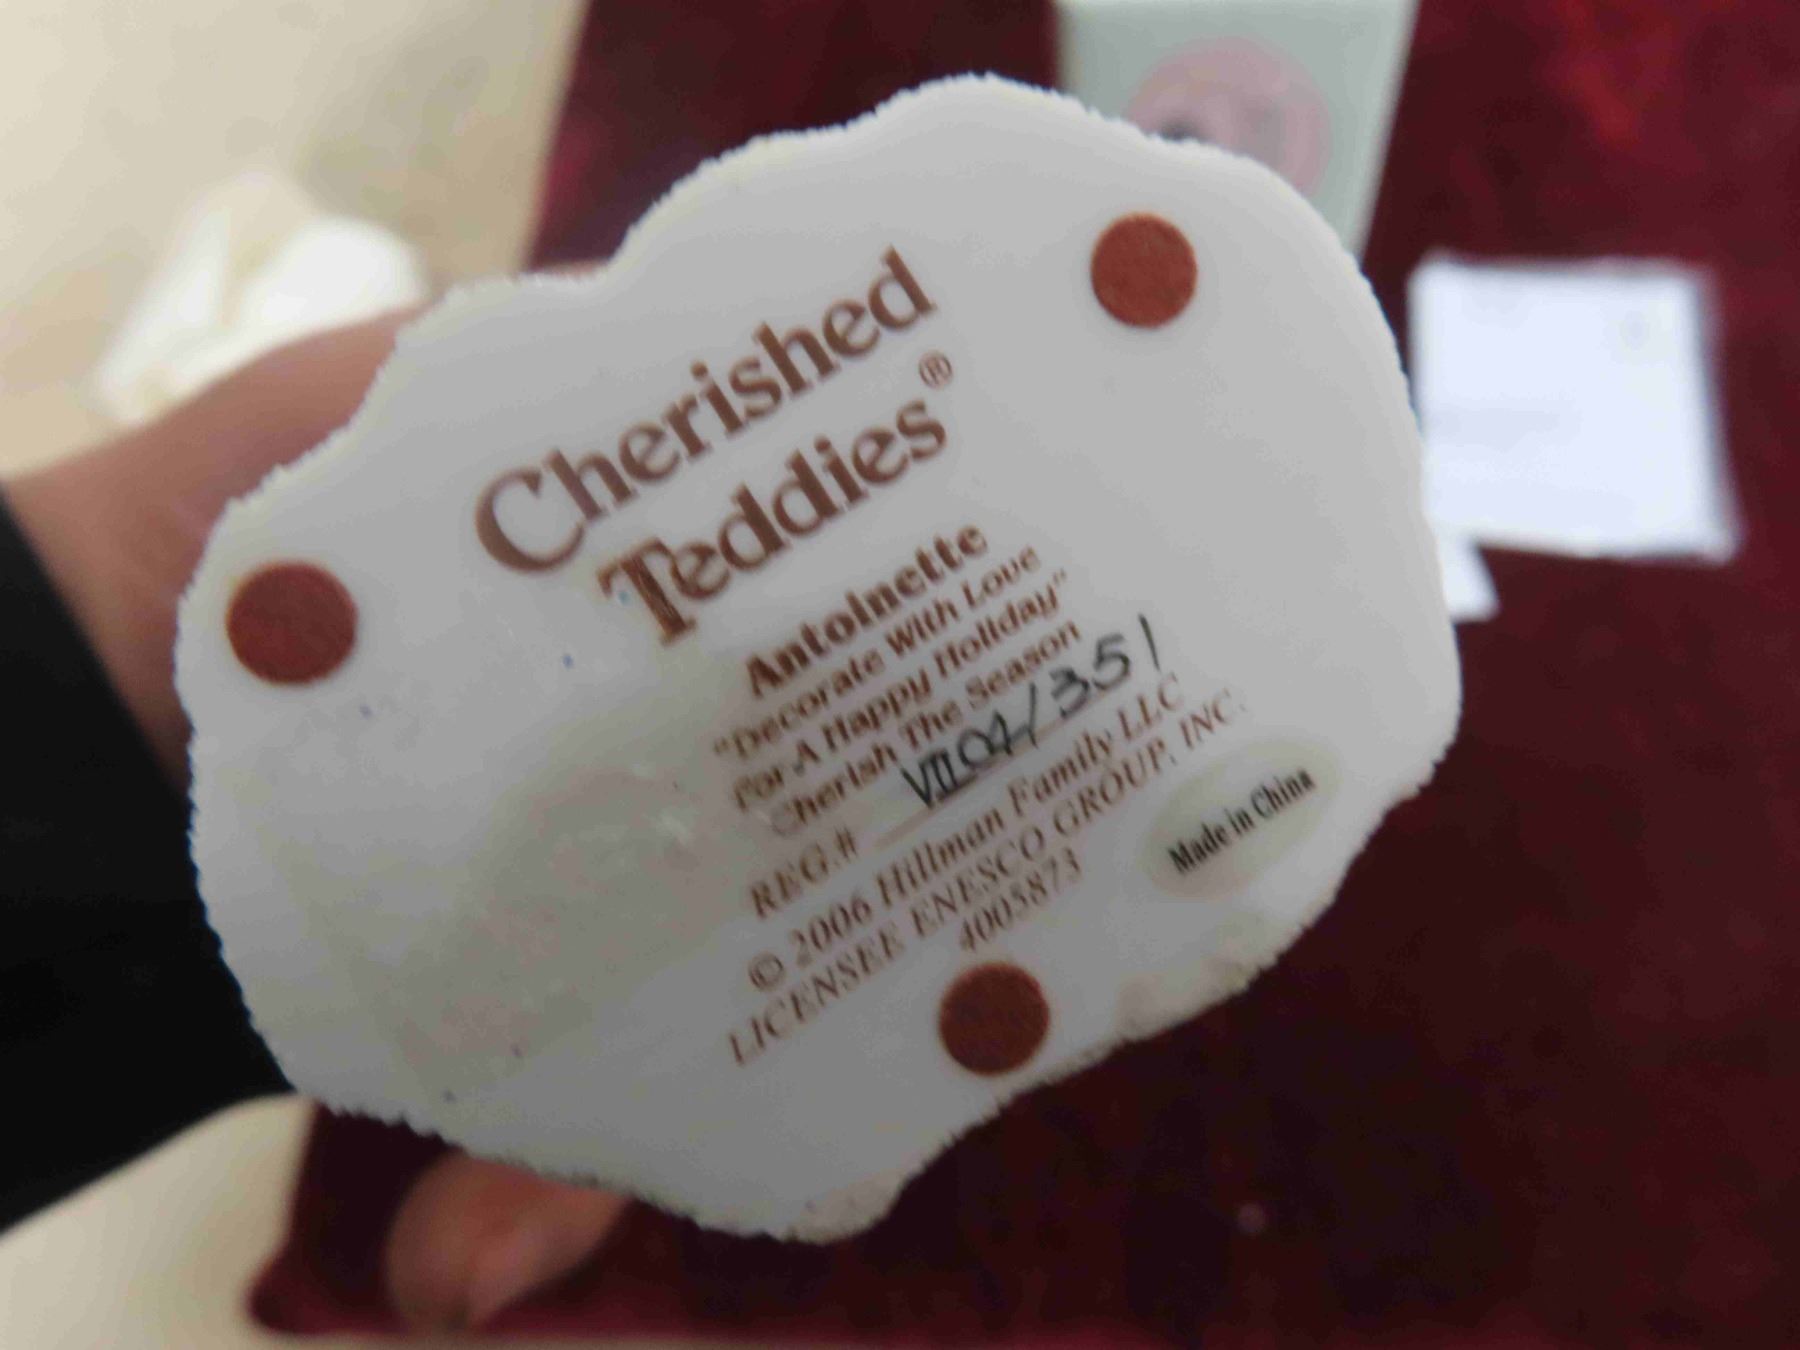 Cherished
Teddies®
Antoinette
"Decorate With Love
For A Happy Holiday"
Cherish The Season
REG.# VII04/351
© 2006 Hillman Family LLC
LICENSEE ENESCO GROUP, INC.
4005873
Made in China